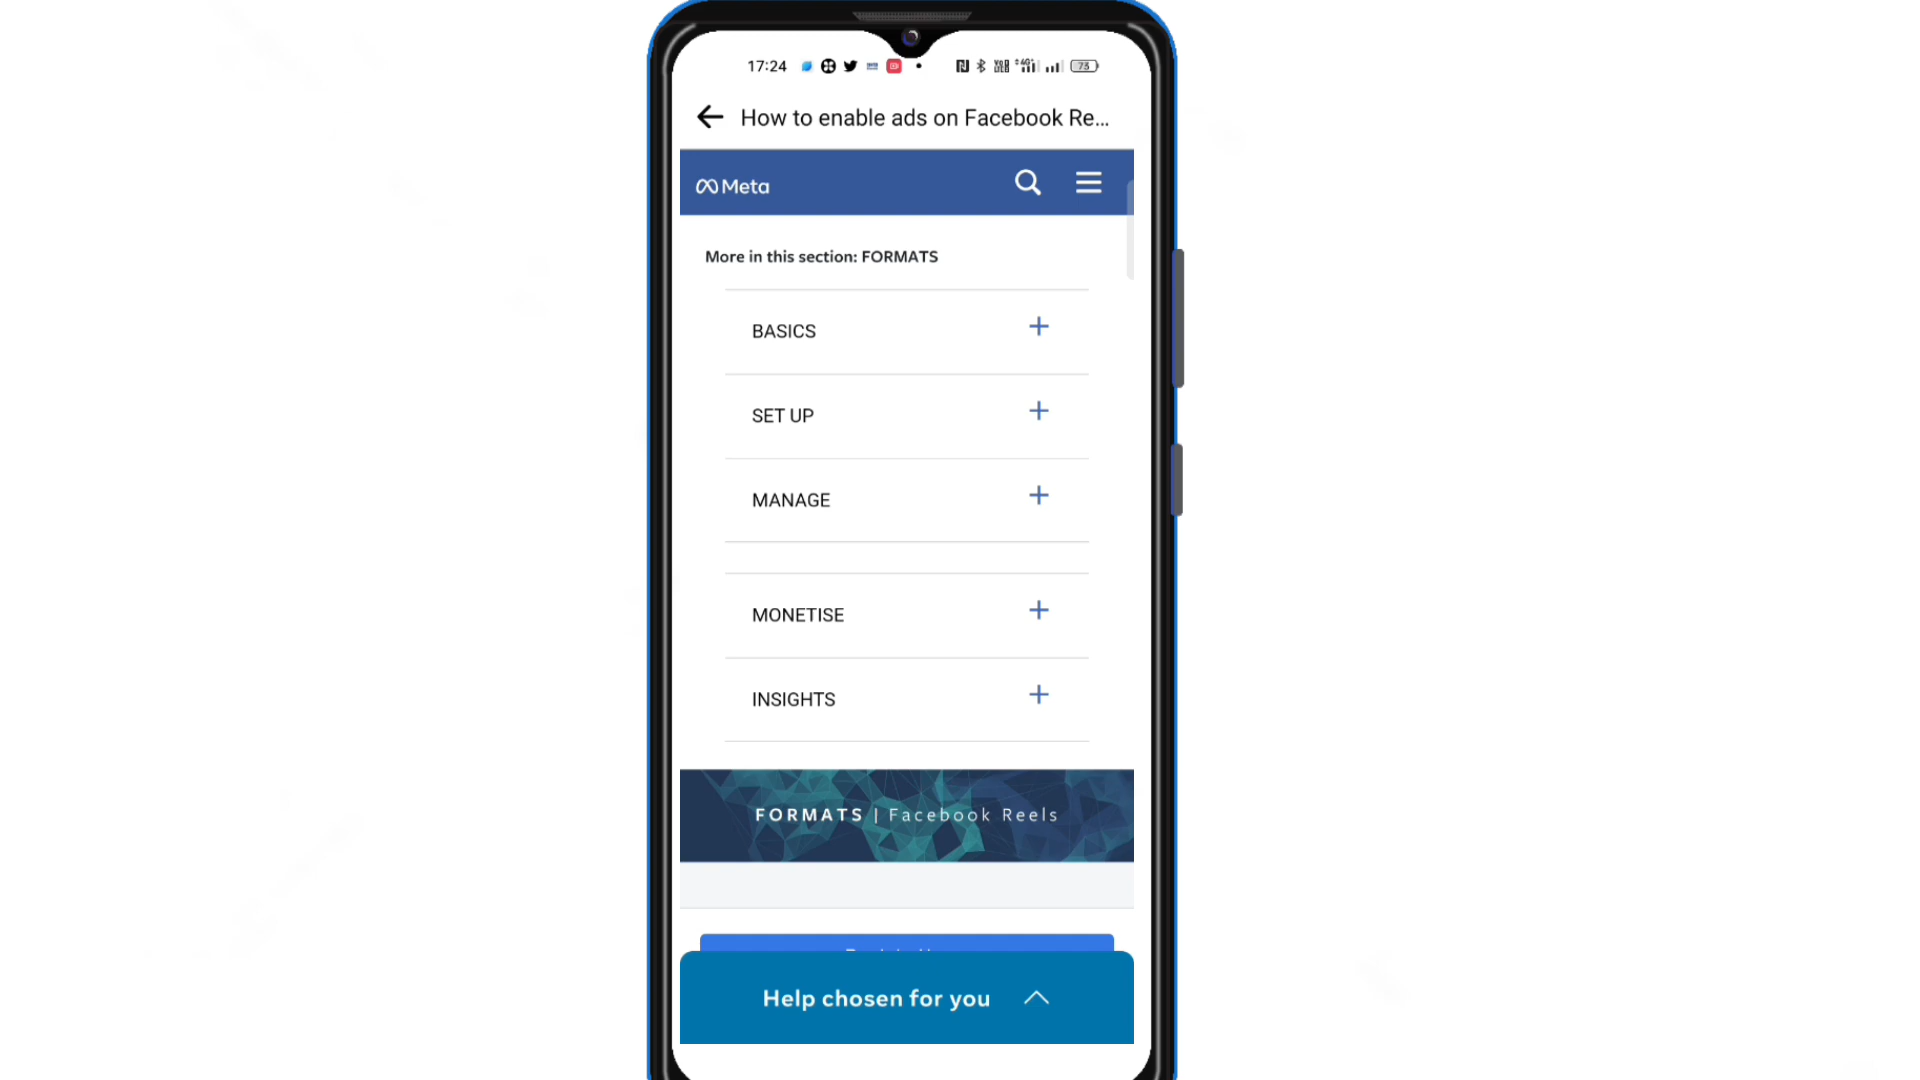 17:24
73
How to enable ads on Facebook Re...
Meta
More in this section: FORMATS
BASICS
SET UP
MANAGE
MONETISE
INSIGHTS
FORMATS | Facebook Reels
Help chosen for you